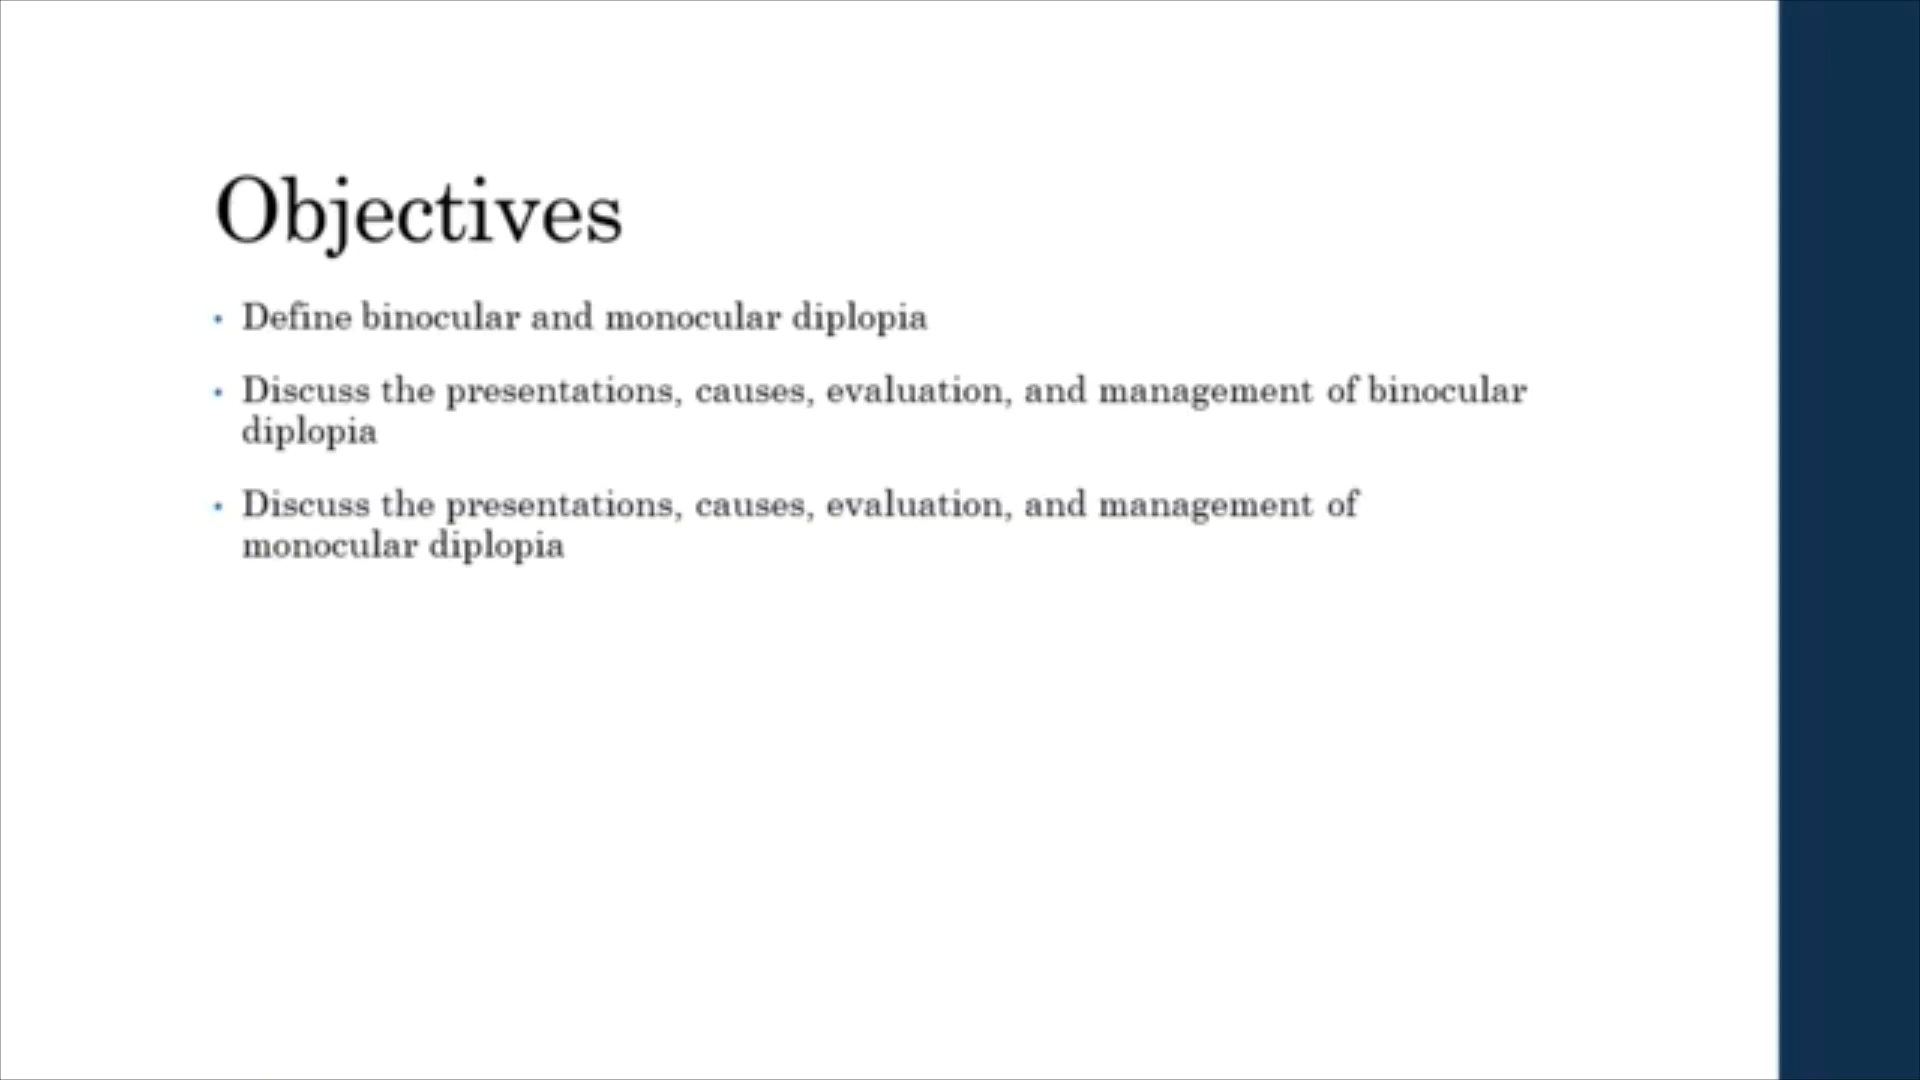 Objectives
• Define binocular and monocular diplopia
• Discuss the presentations, causes, evaluation, and management of binocular
diplopia
• Discuss the presentations, causes, evaluation, and management of
monocular diplopia